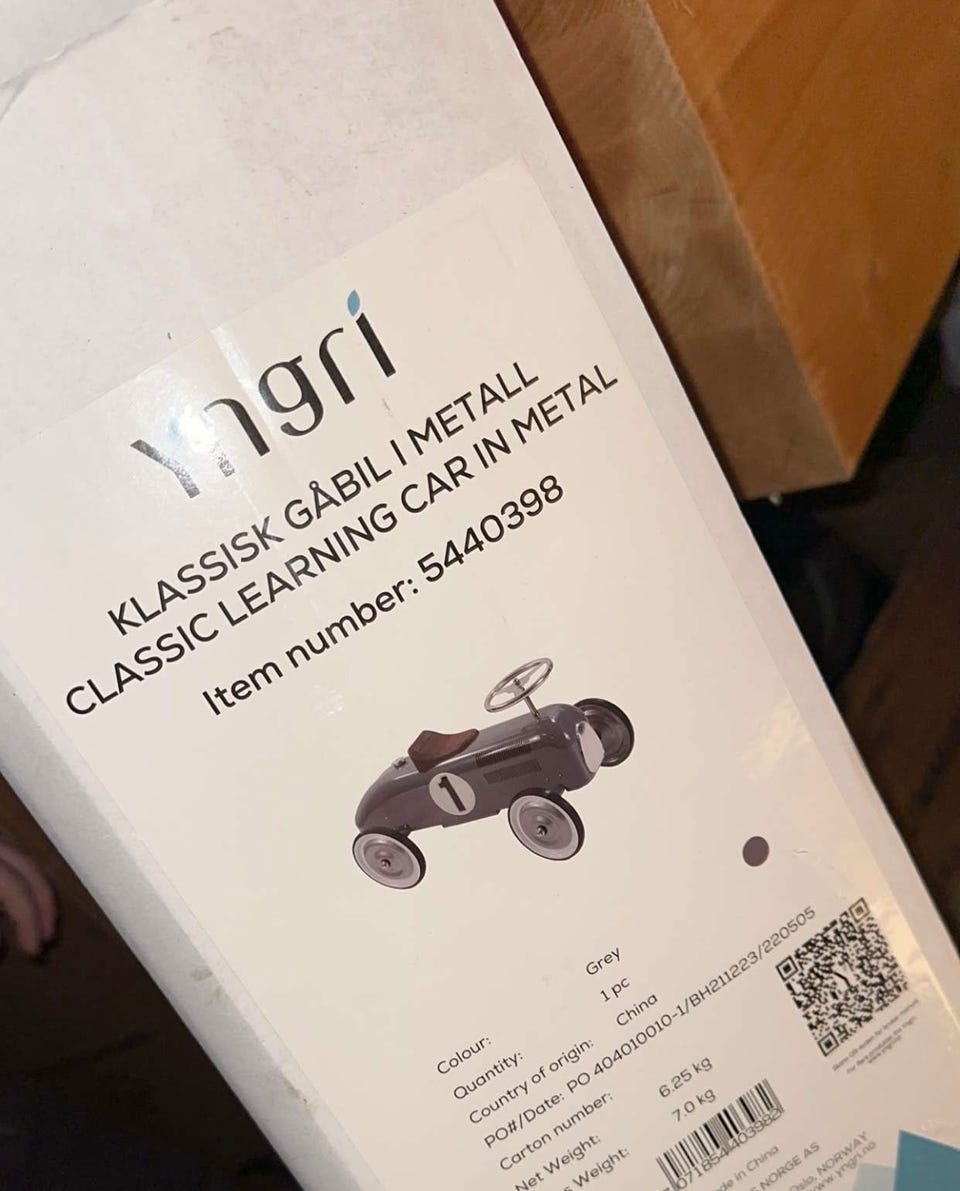 yngri
KLASSISK GÅBIL I METALL
CLASSIC LEARNING CAR IN METAL
Item number: 5440398
1
Colour: Grey
Quantity: 1 pc
Country of origin: China
PO#/Date: PO 404010010-1/BH211223/220505
Carton number:
Net Weight: 6.25 kg
s Weight: 7.0 kg
de in China
NORGE AS
Oslo, NORWAY
www.yngri.no